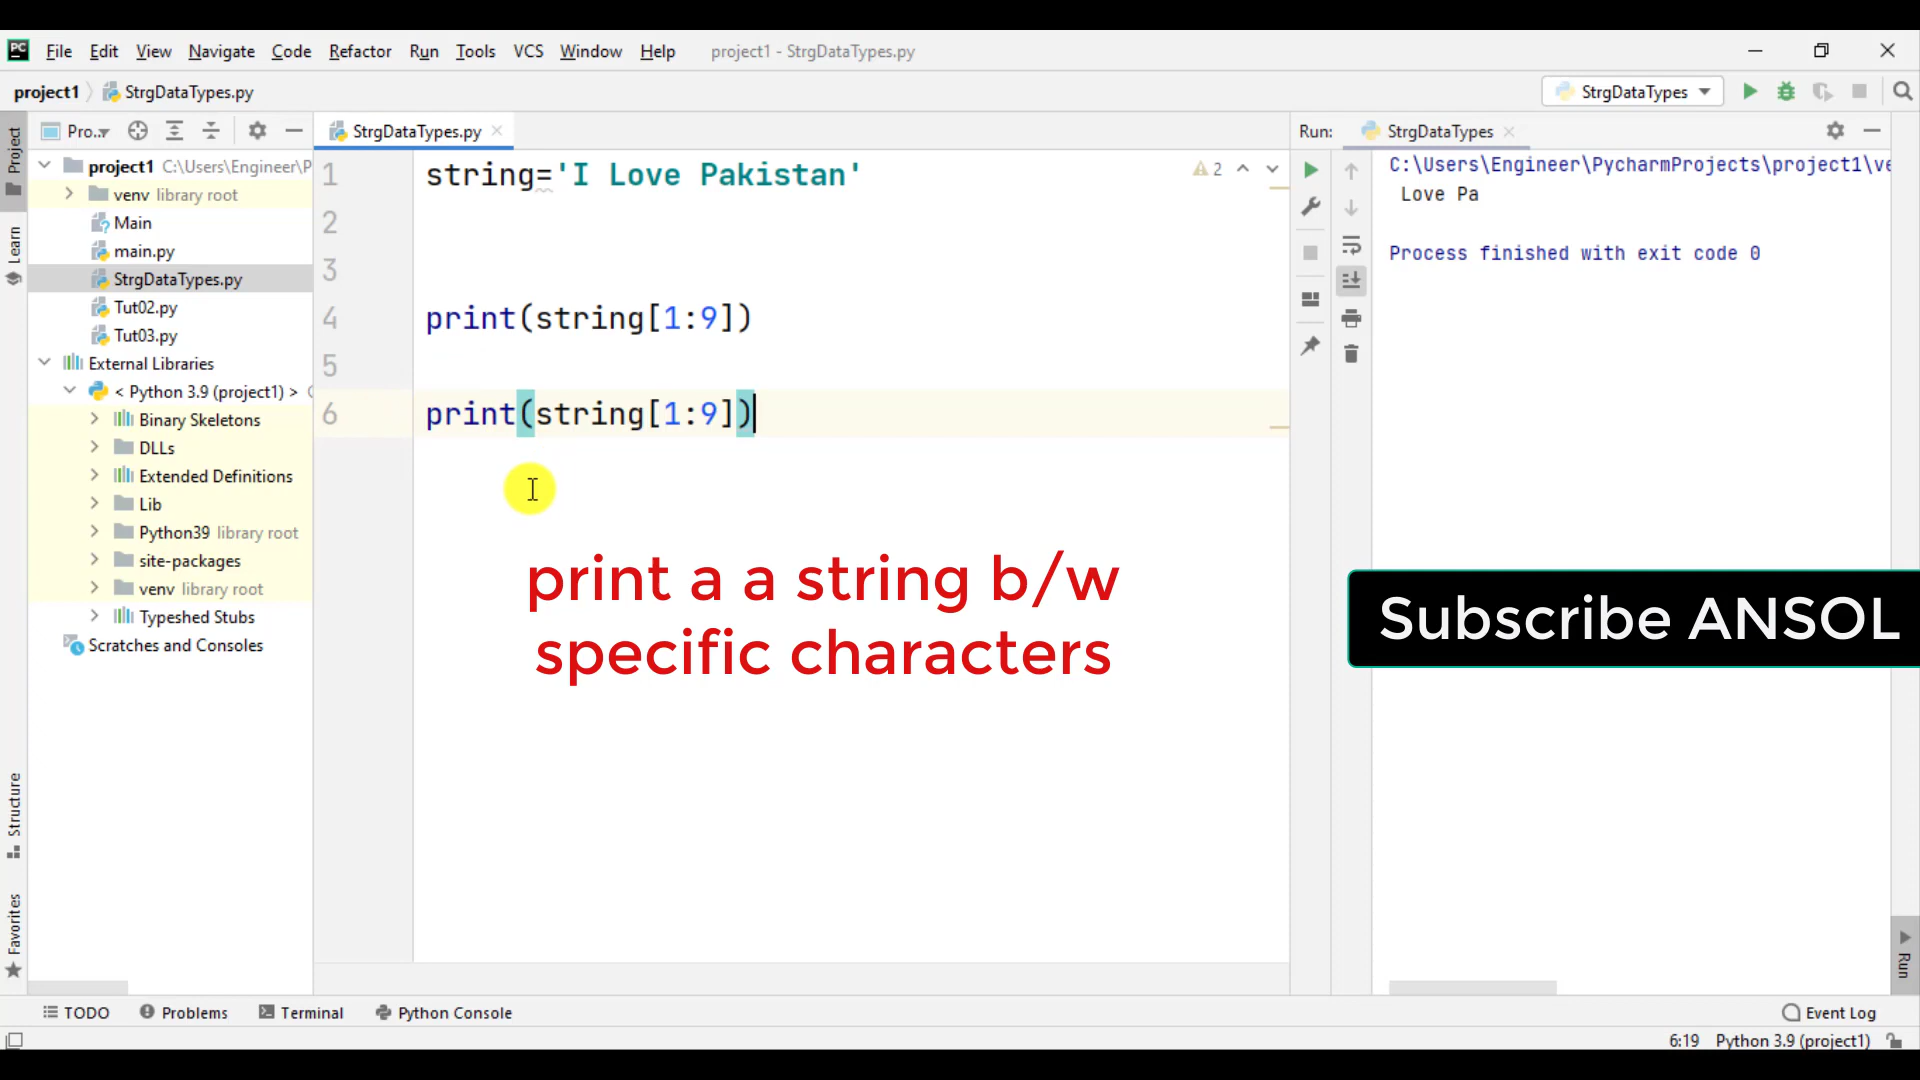 PC File Edit View Navigate Code Refactor Run Tools VCS Window Help project1 - StrgDataTypes.py
project1 StrgDataTypes.py StrgDataTypes
Project
Learn
Structure
Favorites
Pro..
project1 C:\Users\Engineer\P
venv library root
Main
main.py
StrgDataTypes.py
Tut02.py
Tut03.py
External Libraries
< Python 3.9 (project1) >
Binary Skeletons
DLLs
Extended Definitions
Lib
Python39 library root
site-packages
venv library root
Typeshed Stubs
Scratches and Consoles
StrgDataTypes.py
1 string='I Love Pakistan'
2
3
4 print(string[1:9])
5
6 print(string[1:9])
2
print a a string b/w
specific characters
Run: StrgDataTypes
C:\Users\Engineer\PycharmProjects\project1\ve
Love Pa
Process finished with exit code 0
Subscribe ANSOL
Run
TODO Problems Terminal Python Console Event Log
6:19 Python 3.9 (project1)